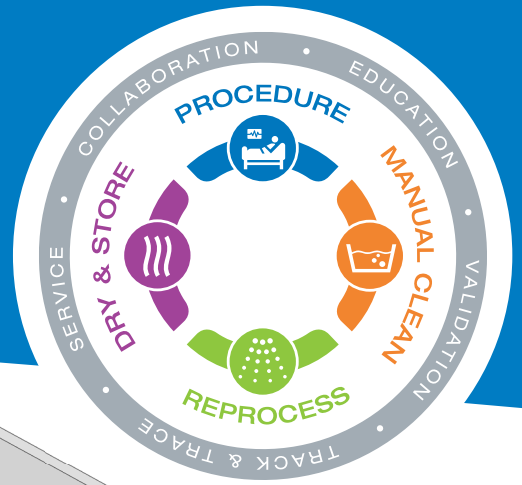 COLLABORATION • EDUCATION • VALIDATION • TRACK & TRACE • SERVICE •
PROCEDURE
MANUAL CLEAN
REPROCESS
DRY & STORE